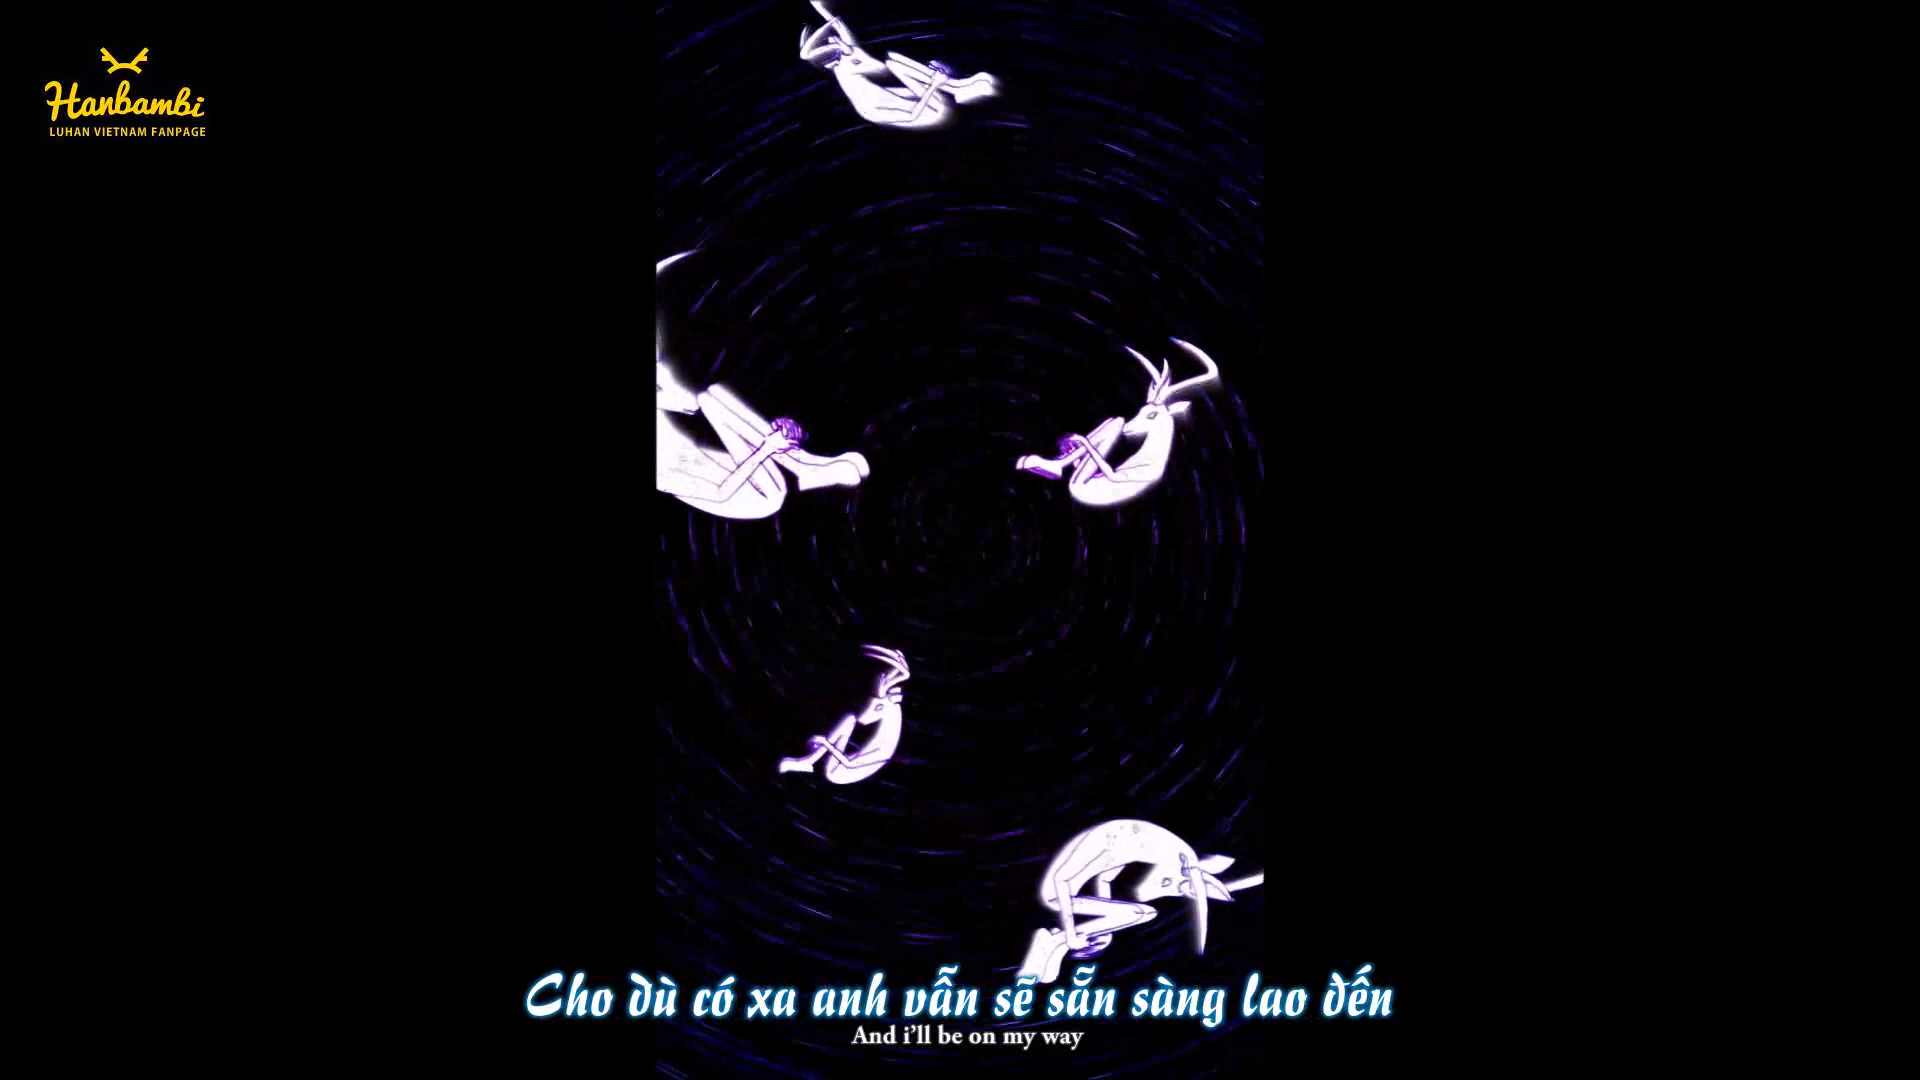 Hanbambi
LUHAN VIETNAM FANPAGE
Cho dù có xa anh vẫn sẽ sẵn sàng lao đến
And i'll be on my way